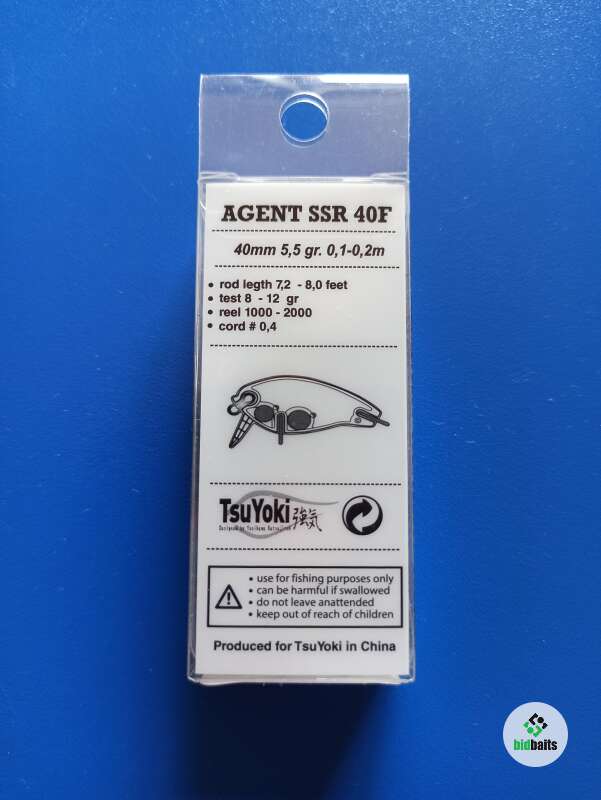 AGENT SSR 40F
40mm 5,5 gr. 0,1-0,2m
• rod legth 7,2 - 8,0 feet
• test 8 - 12 gr
• reel 1000 - 2000
• cord # 0,4
TsuYoki 強気
• use for fishing purposes only
• can be harmful if swallowed
• do not leave anattended
• keep out of reach of children
Produced for TsuYoki in China
bidbaits